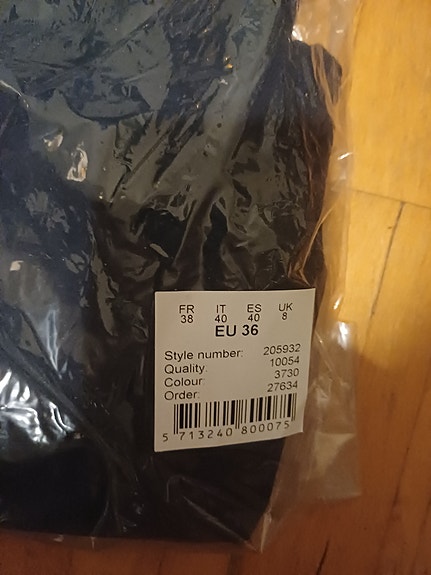 FR IT ES UK
38 40 40 8
EU 36
Style number: 205932
Quality: 10054
Colour: 3730
Order: 27634
5 713240 800075